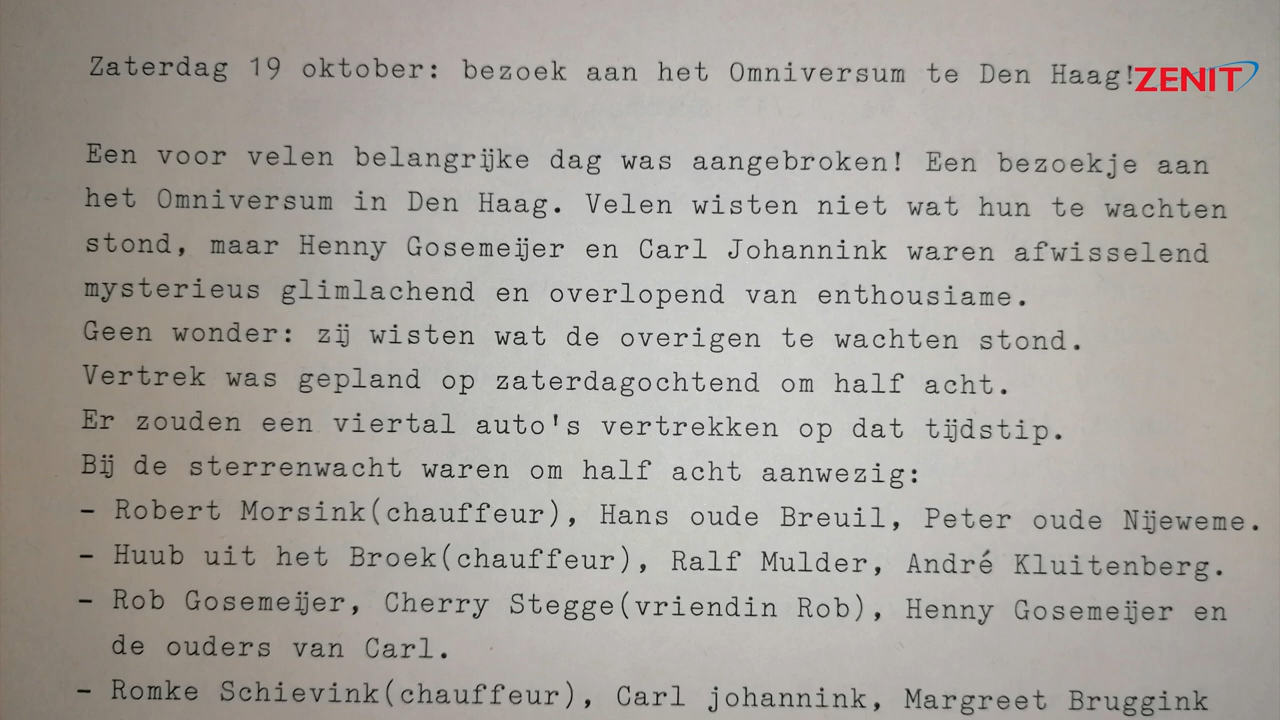 Zaterdag 19 oktober: bezoek aan het Omniversum te Den Haag!
ZENIT
Een voor velen belangrijke dag was aangebroken! Een bezoekje aan
het Omniversum in Den Haag. Velen wisten niet wat hun te wachten
stond, maar Henny Gosemeijer en Carl Johannink waren afwisselend
mysterieus glimlachend en overlopend van enthousiame.
Geen wonder: zij wisten wat de overigen te wachten stond.
Vertrek was gepland op zaterdagochtend om half acht.
Er zouden een viertal auto's vertrekken op dat tijdstip.
Bij de sterrenwacht waren om half acht aanwezig:
- Robert Morsink(chauffeur), Hans oude Breuil, Peter oude Nijeweme.
- Huub uit het Broek(chauffeur), Ralf Mulder, André Kluitenberg.
- Rob Gosemeijer, Cherry Stegge(vriendin Rob), Henny Gosemeijer en
de ouders van Carl.
- Romke Schievink(chauffeur), Carl johannink, Margreet Bruggink